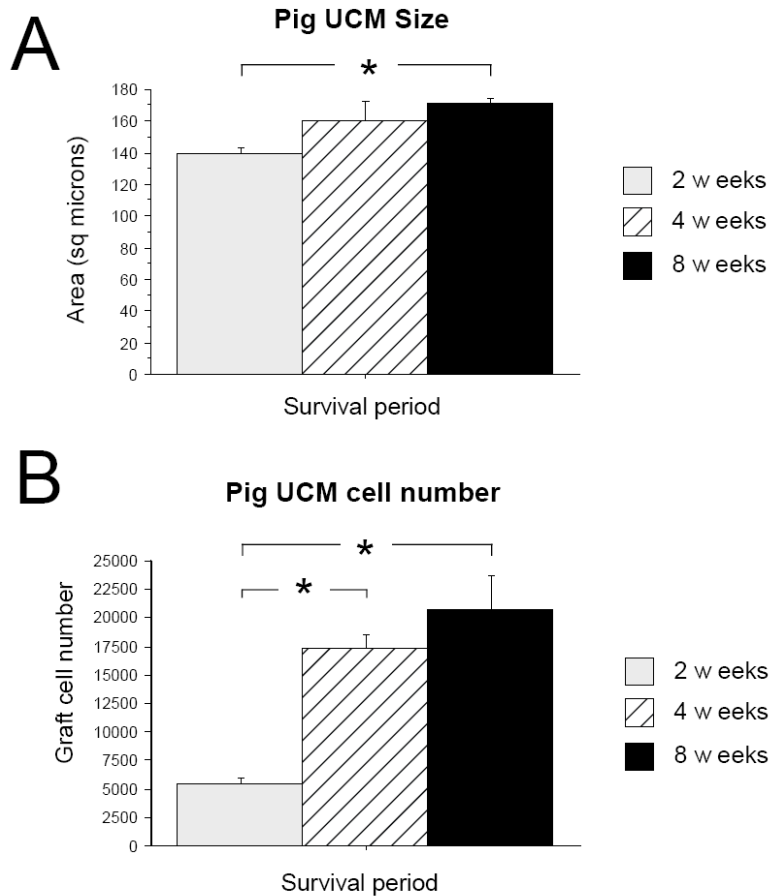 A
Pig UCM Size
*
180
160
140
120
100
80
60
40
20
0
Area (sq microns)
Survival period
2 w eeks
4 w eeks
8 w eeks
B
Pig UCM cell number
*
*
25000
22500
20000
17500
15000
12500
10000
7500
5000
2500
0
Graft cell number
Survival period
2 w eeks
4 w eeks
8 w eeks